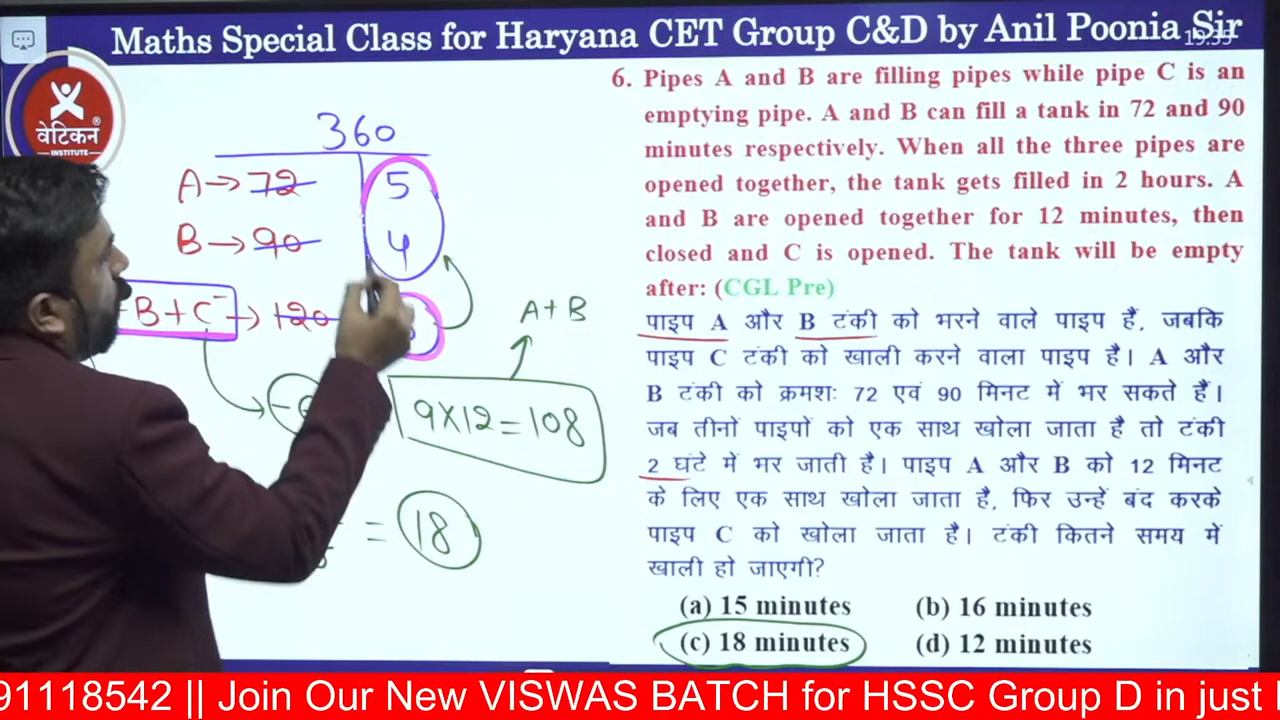 Maths Special Class for Haryana CET Group C&D by Anil Poonia Sir
19:35
वेटिकन
INSTITUTE
360
A→72 5
B→90 4
B+C⁻→120
A+B
9×12=108
= 18
6. Pipes A and B are filling pipes while pipe C is an
emptying pipe. A and B can fill a tank in 72 and 90
minutes respectively. When all the three pipes are
opened together, the tank gets filled in 2 hours. A
and B are opened together for 12 minutes, then
closed and C is opened. The tank will be empty
after: (CGL Pre)
पाइप A और B टंकी को भरने वाले पाइप हैं, जबकि
पाइप C टंकी को खाली करने वाला पाइप है। A और
B टंकी को क्रमशः 72 एवं 90 मिनट में भर सकते हैं।
जब तीनों पाइपों को एक साथ खोला जाता है तो टंकी
2 घंटे में भर जाती है। पाइप A और B को 12 मिनट
के लिए एक साथ खोला जाता है, फिर उन्हें बंद करके
पाइप C को खोला जाता है। टंकी कितने समय में
खाली हो जाएगी?
(a) 15 minutes (b) 16 minutes
(c) 18 minutes (d) 12 minutes
91118542 || Join Our New VISWAS BATCH for HSSC Group D in just